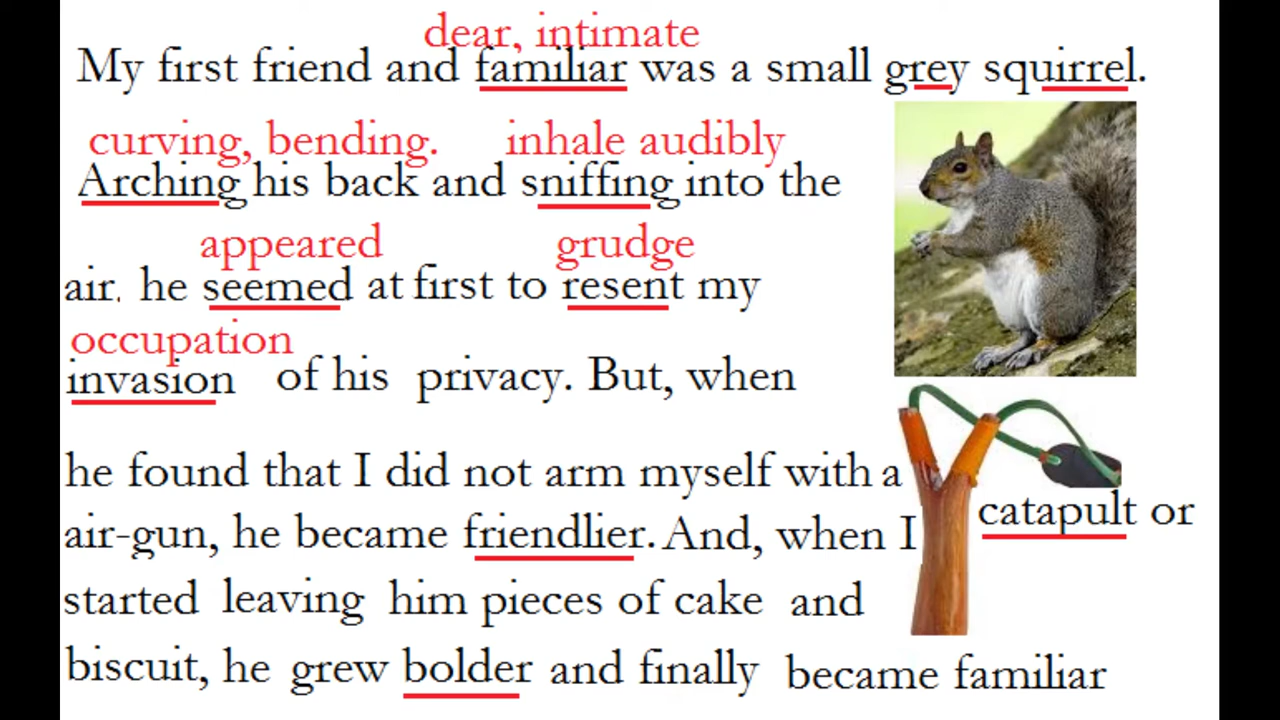 dear, intimate
My first friend and familiar was a small grey squirrel.
curving, bending. inhale audibly
Arching his back and sniffing into the
appeared grudge
air. he seemed at first to resent my
occupation
invasion of his privacy. But, when
he found that I did not arm myself with a
catapult or
air-gun, he became friendlier. And, when I
started leaving him pieces of cake and
biscuit, he grew bolder and finally became familiar